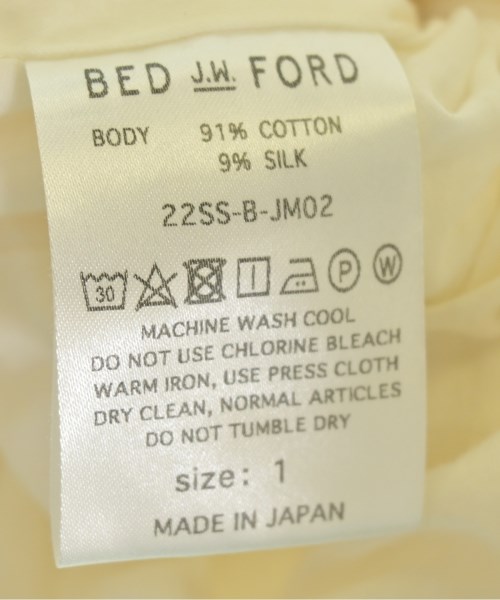 BED J.W. FORD
BODY 91% COTTON
9% SILK
22SS-B-JM02
30 P W
MACHINE WASH COOL
DO NOT USE CHLORINE BLEACH
WARM IRON, USE PRESS CLOTH
DRY CLEAN, NORMAL ARTICLES
DO NOT TUMBLE DRY
size: 1
MADE IN JAPAN